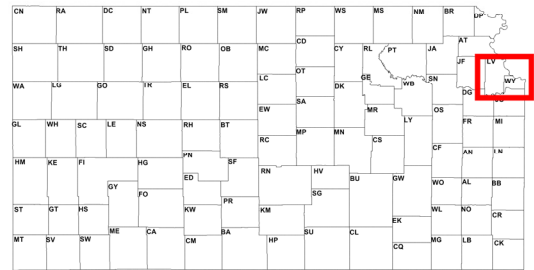 CN RA DC NT PL SM JW RP WS MS NM BR DP
AT
SH TH SD GH RO OB MC CD CY RL PT JA JF LV
WY
LC OT GE WB SN
WA LG GO TR EL RS DK DG
EW SA MR OS
GL WH SC LE NS RH BT LY FR MI
RC MP MN CS
CF
HM KE FI HG PN SF AN LN
RN HV
ED BU GW WO AL BB
GY FO SG
PR
ST GT HS KW KM WL NO CR
EK
MT SV SW ME CA CM BA HP SU CL CQ MG LB CK